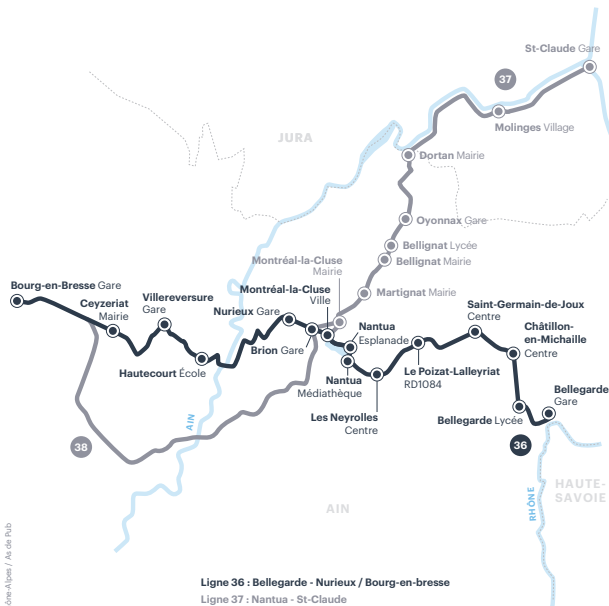 St-Claude Gare
37
Molinges Village
JURA
Dortan Mairie
Oyonnax Gare
Bellignat Lycée
Bellignat Mairie
Montréal-la-Cluse
Mairie
Martignat Mairie
Bourg-en-Bresse Gare
Ceyzeriat
Mairie
Villereversure
Gare
Montréal-la-Cluse
Ville
Nurieux Gare
Brion Gare
Nantua
Esplanade
Saint-Germain-de-Joux
Centre
Châtillon-
en-Michaille
Centre
Hautecourt École
Nantua
Médiathèque
Le Poizat-Lalleyriat
RD1084
Les Neyrolles
Centre
Bellegarde
Gare
Bellegarde Lycée
36
38
AIN
AIN
RHÔNE
HAUTE-
SAVOIE
ône-Alpes / As de Pub
Ligne 36 : Bellegarde - Nurieux / Bourg-en-bresse
Ligne 37 : Nantua - St-Claude